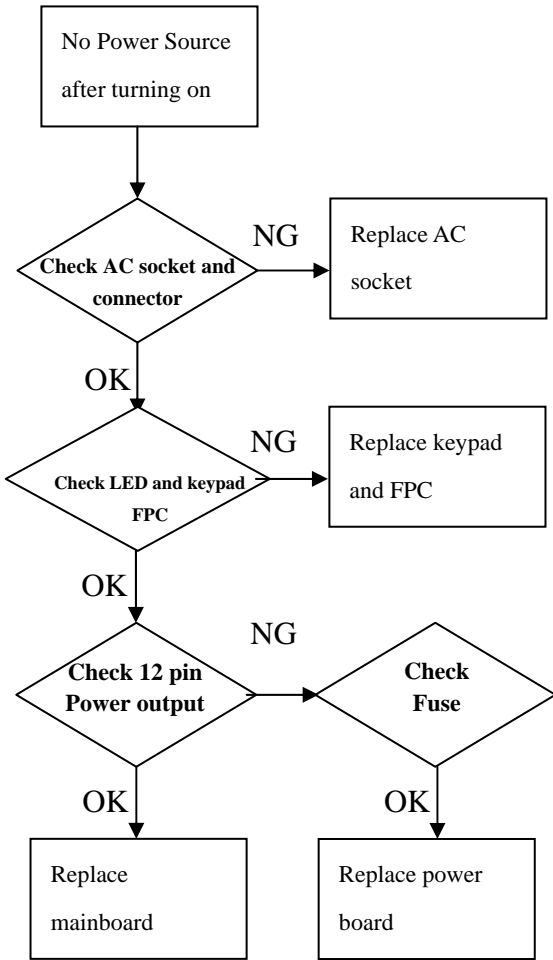 No Power Source
after turning on
NG
Replace AC
socket
Check AC socket and
connector
OK
NG
Replace keypad
and FPC
Check LED and keypad
FPC
OK
NG
Check 12 pin
Power output
Check
Fuse
OK
OK
Replace
mainboard
Replace power
board